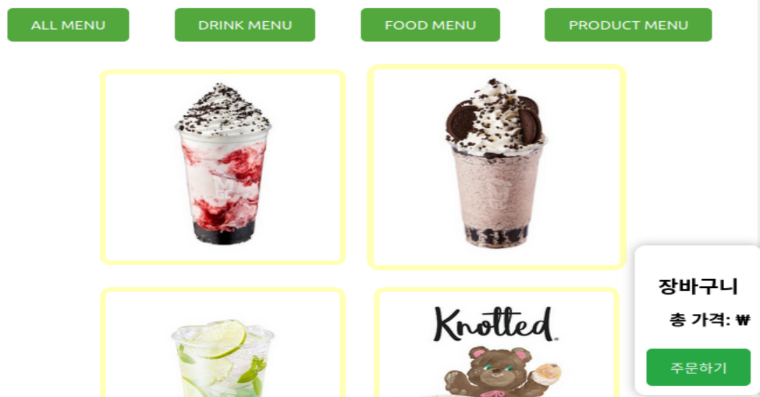 ALL MENU
DRINK MENU
FOOD MENU
PRODUCT MENU
Knotted.
장바구니
총 가격: ₩
주문하기